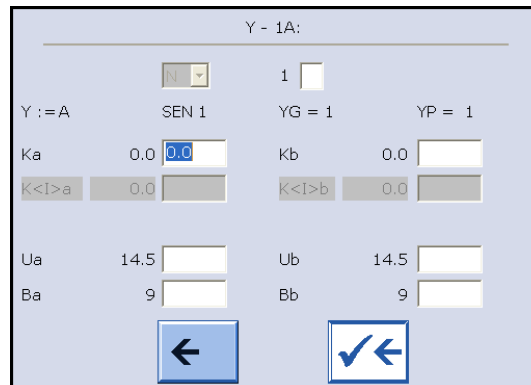 Y - 1A:
N 1
Y :=A SEN 1 YG = 1 YP = 1
Ka 0.0 0.0 Kb 0.0
K<I>a 0.0 K<I>b 0.0
Ua 14.5 Ub 14.5
Ba 9 Bb 9